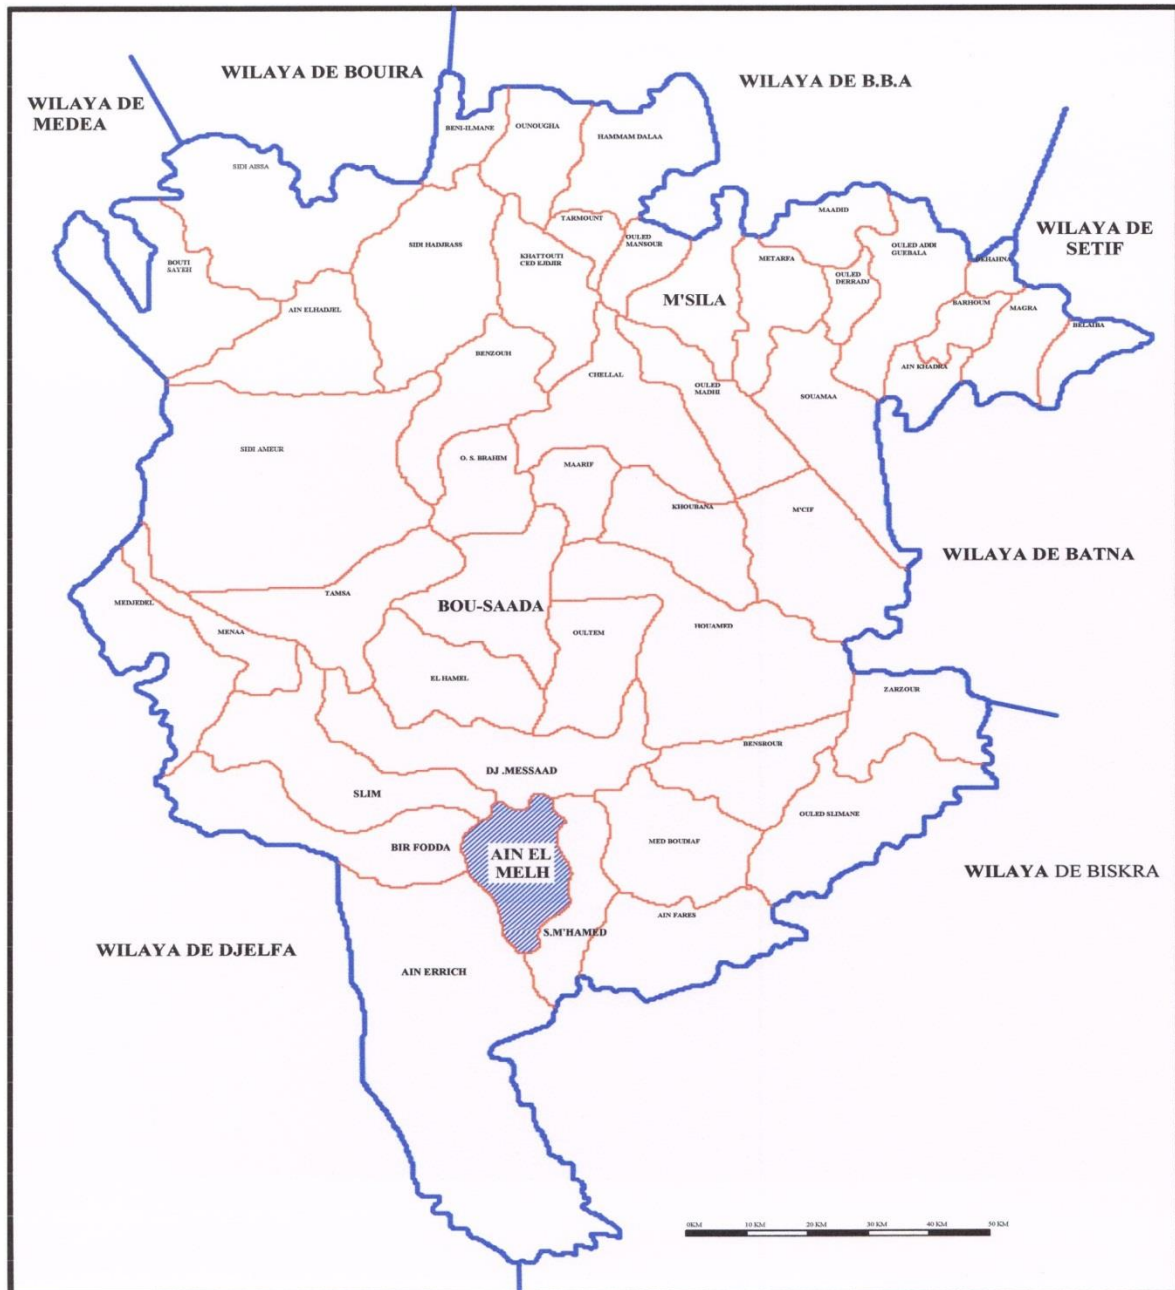 WILAYA DE BOUIRA
WILAYA DE B.B.A
WILAYA DE
MEDEA
BENI-ILMANE
OUNOUGHA
HAMMAM DALAA
SIDI AISSA
MAADID
TARMOUNT
OULED
MANSOUR
SIDI HADJRASS
KHATTOUTI
CED EJDJIR
METARFA
OULED ADDI
GUEBALA
WILAYA DE
SETIF
BOUTI
SAYEH
OULED
DERRADJ
DEHAHNA
M'SILA
AIN ELHADJEL
BARHOUM
MAGRA
BELAIBA
BENZOUH
CHELLAL
AIN KHADRA
OULED
MADHI
SOUAMAA
SIDI AMEUR
O. S. BRAHIM
MAARIF
KHOUBANA
M'CIF
WILAYA DE BATNA
TAMSA
MEDJEDEL
BOU-SAADA
MENAA
OULTEM
HOUAMED
EL HAMEL
ZARZOUR
BENSROUR
DJ .MESSAAD
SLIM
OULED SLIMANE
BIR FODDA
AIN EL
MELH
MED BOUDIAF
WILAYA DE BISKRA
AIN FARES
S.M'HAMED
WILAYA DE DJELFA
AIN ERRICH
0KM 10 KM 20 KM 30 KM 40 KM 50 KM